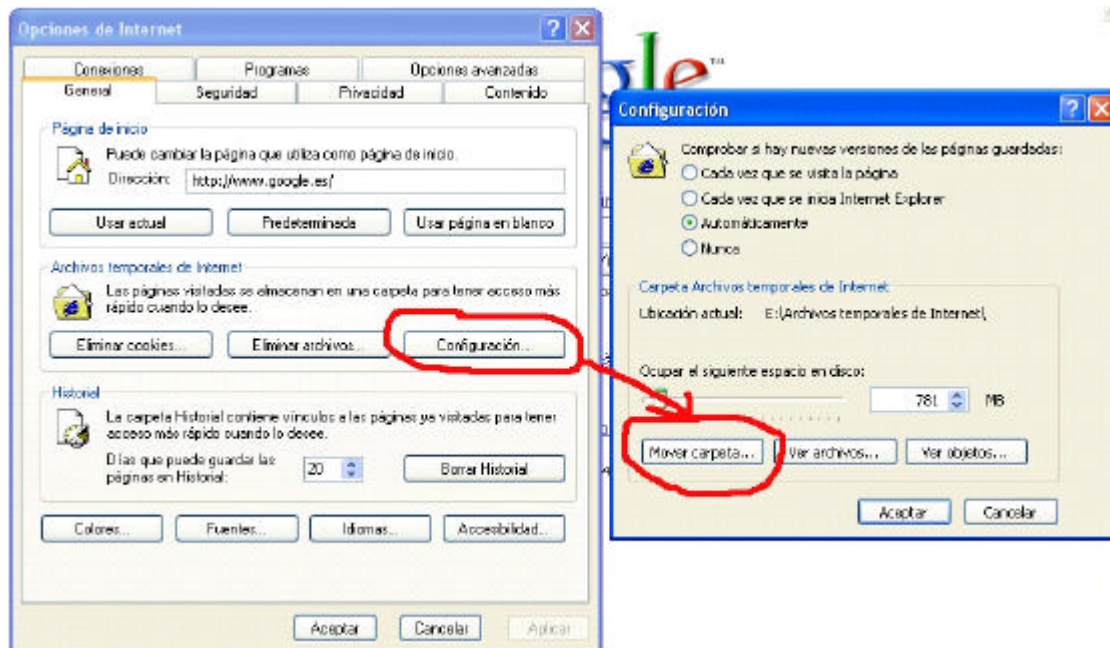 Opciones de Internet
Conexiones Programas Opciones avanzadas
General Seguridad Privacidad Contenido
Página de inicio
Puede cambiar la página que utiliza como página de inicio.
Dirección: http://www.google.es/
Usar actual Predeterminada Usar página en blanco
Archivos temporales de Internet
Las páginas visitadas se almacenan en una carpeta para tener acceso más
rápido cuando lo desee.
Eliminar cookies... Eliminar archivos... Configuración...
Historial
La carpeta Historial contiene vínculos a las páginas ya visitadas para tener
acceso más rápido cuando lo desee.
Días que puede guardar las
páginas en Historial: 20 Borrar Historial
Colores... Fuentes... Idiomas... Accesibilidad...
Aceptar Cancelar Aplicar
gle™
Configuración
Comprobar si hay nuevas versiones de las páginas guardadas:
Cada vez que se visita la página
Cada vez que se inicia Internet Explorer
Automáticamente
Nunca
Carpeta Archivos temporales de Internet
Ubicación actual: E:\Archivos temporales de Internet\
Ocupar el siguiente espacio en disco:
781 MB
Mover carpeta... Ver archivos... Ver objetos...
Aceptar Cancelar